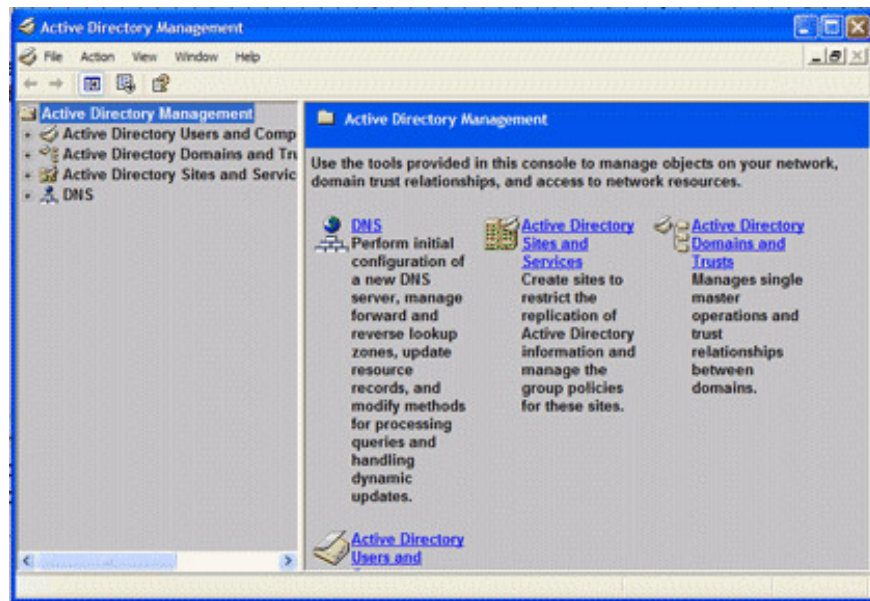 Active Directory Management
File Action View Window Help
Active Directory Management
Active Directory Users and Comp
Active Directory Domains and Tru
Active Directory Sites and Servic
DNS
Active Directory Management
Use the tools provided in this console to manage objects on your network,
domain trust relationships, and access to network resources.
DNS
Perform initial
configuration of
a new DNS
server, manage
forward and
reverse lookup
zones, update
resource
records, and
modify methods
for processing
queries and
handling
dynamic
updates.
Active Directory
Sites and
Services
Create sites to
restrict the
replication of
Active Directory
information and
manage the
group policies
for these sites.
Active Directory
Domains and
Trusts
Manages single
master
operations and
trust
relationships
between
domains.
Active Directory
Users and